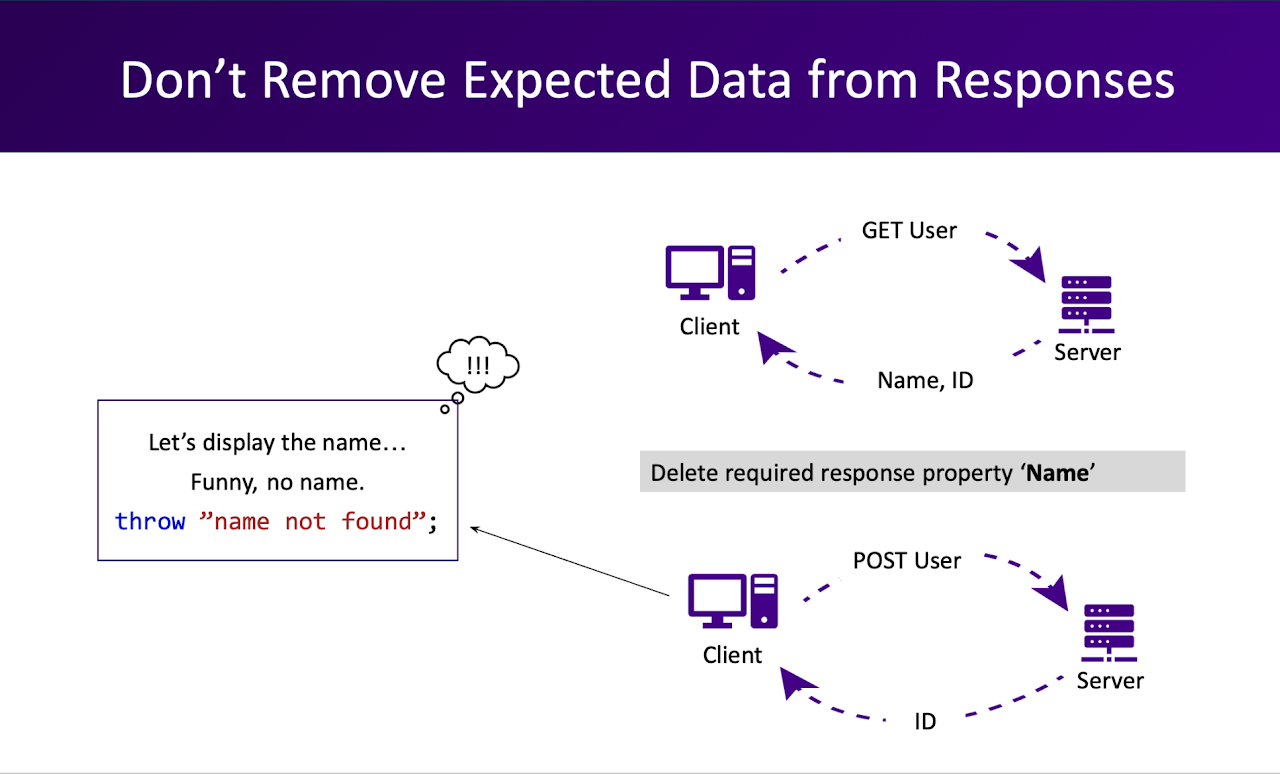 Don’t Remove Expected Data from Responses
GET User
Client
Server
Name, ID
!!!
Let’s display the name…
Funny, no name.
throw ”name not found”;
Delete required response property ‘Name’
POST User
Client
Server
ID